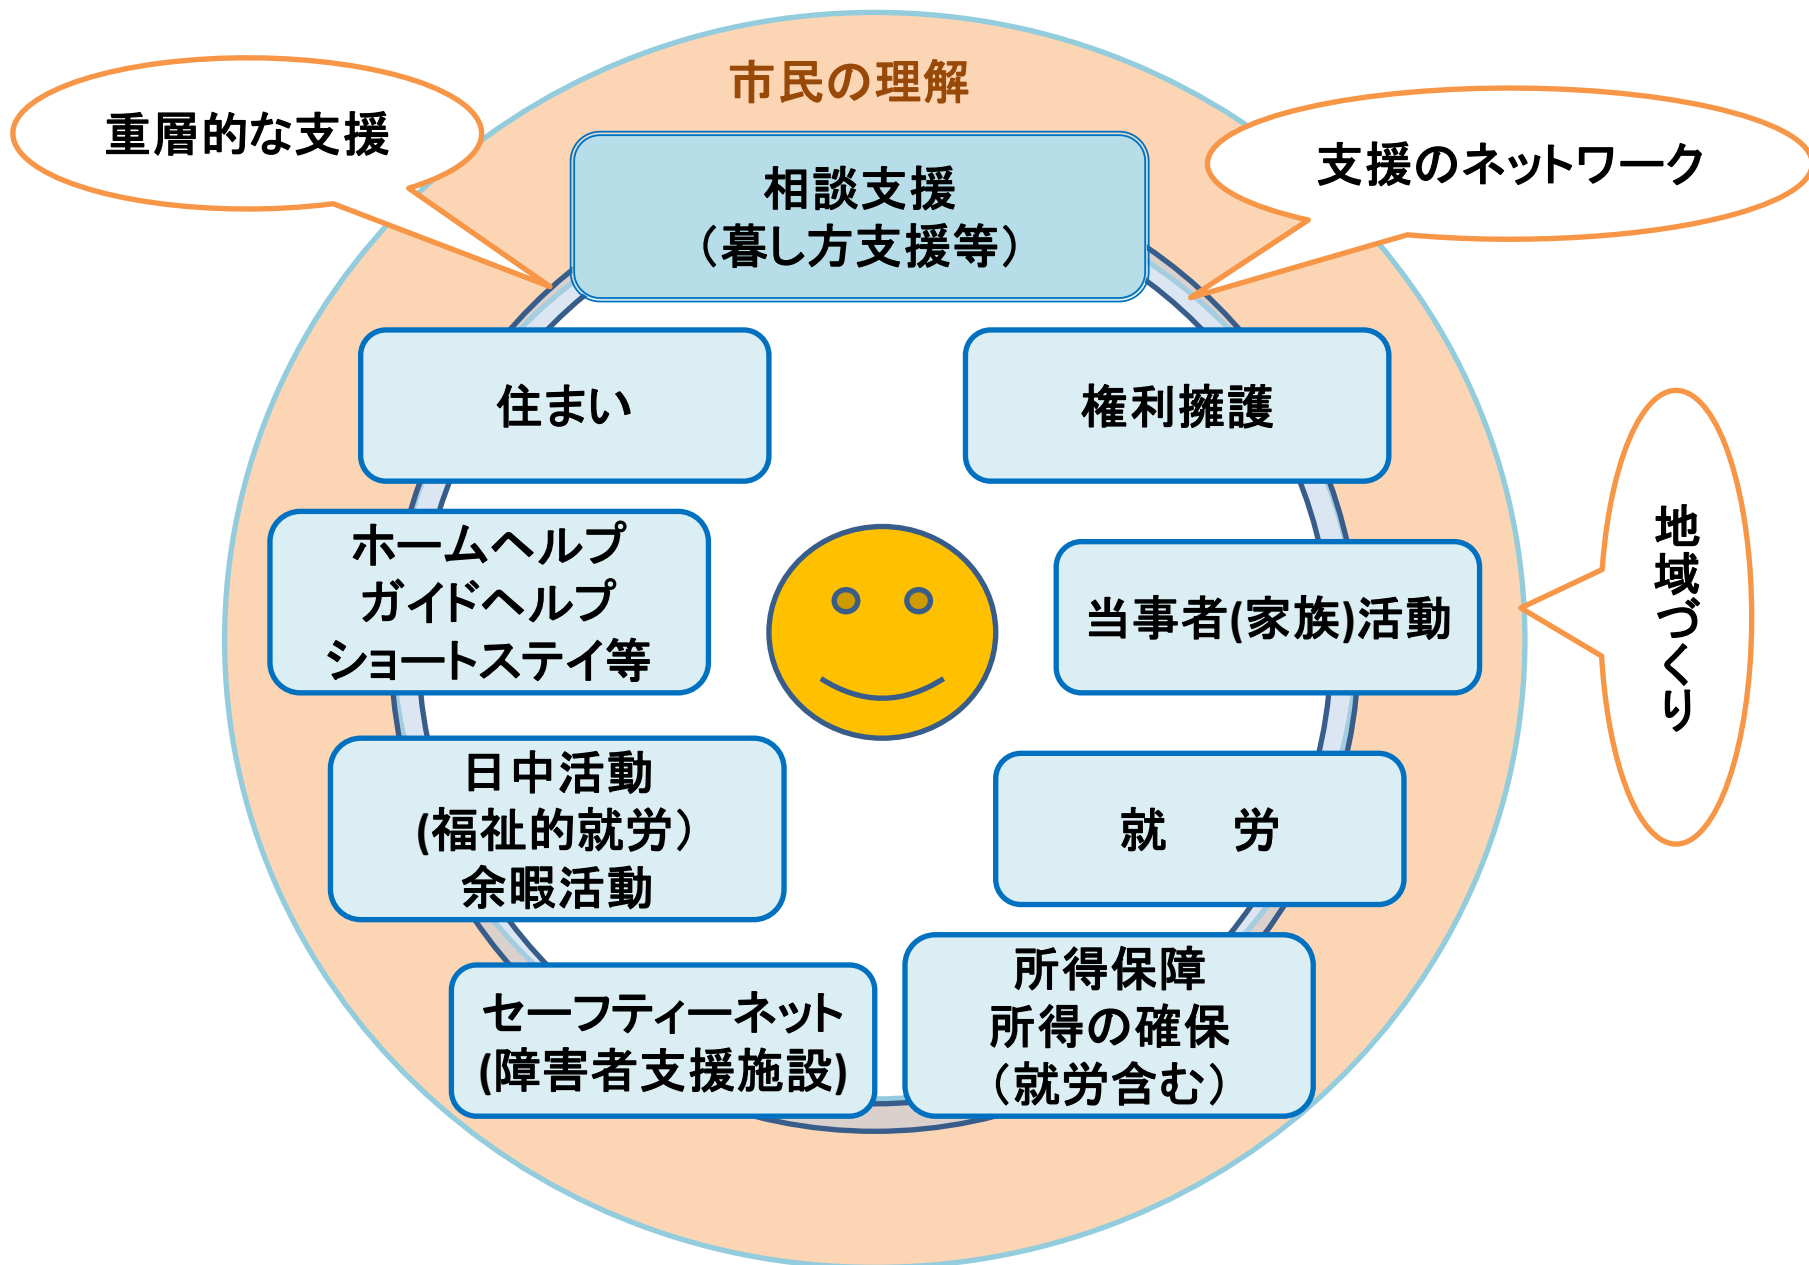 市民の理解
重層的な支援
支援のネットワーク
相談支援
（暮し方支援等）
住まい
権利擁護
ホームヘルプ
ガイドヘルプ
ショートステイ等
当事者(家族)活動
地域づくり
日中活動
(福祉的就労）
余暇活動
就　労
セーフティーネット
(障害者支援施設)
所得保障
所得の確保
（就労含む）